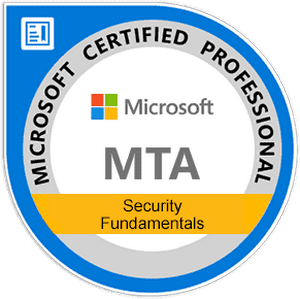 MICROSOFT CERTIFIED PROFESSIONAL
Microsoft
MTA
Security
Fundamentals